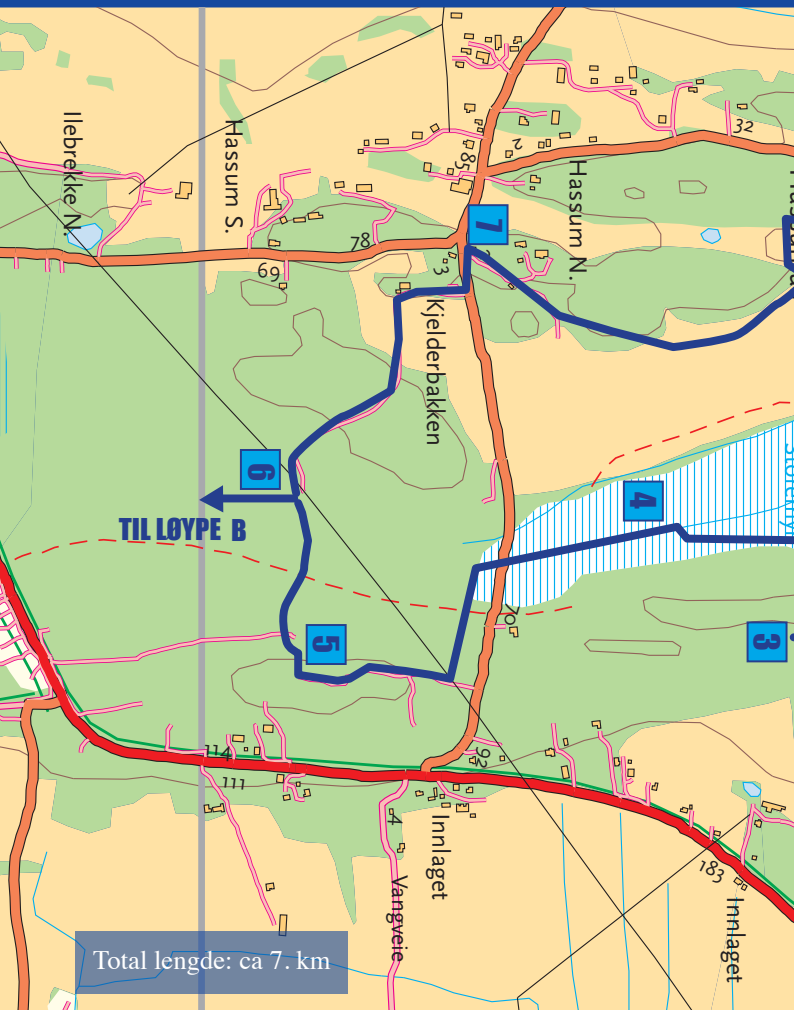 Ilebrekke N.
Hassum S.
Hassum N.
32
2
85
7
78
69
3
Kjelderbakken
6
TIL LØYPE B
4
5
70
3
114
111
92
4
Innlaget
Vangveie
183
Innlaget
Total lengde: ca 7. km